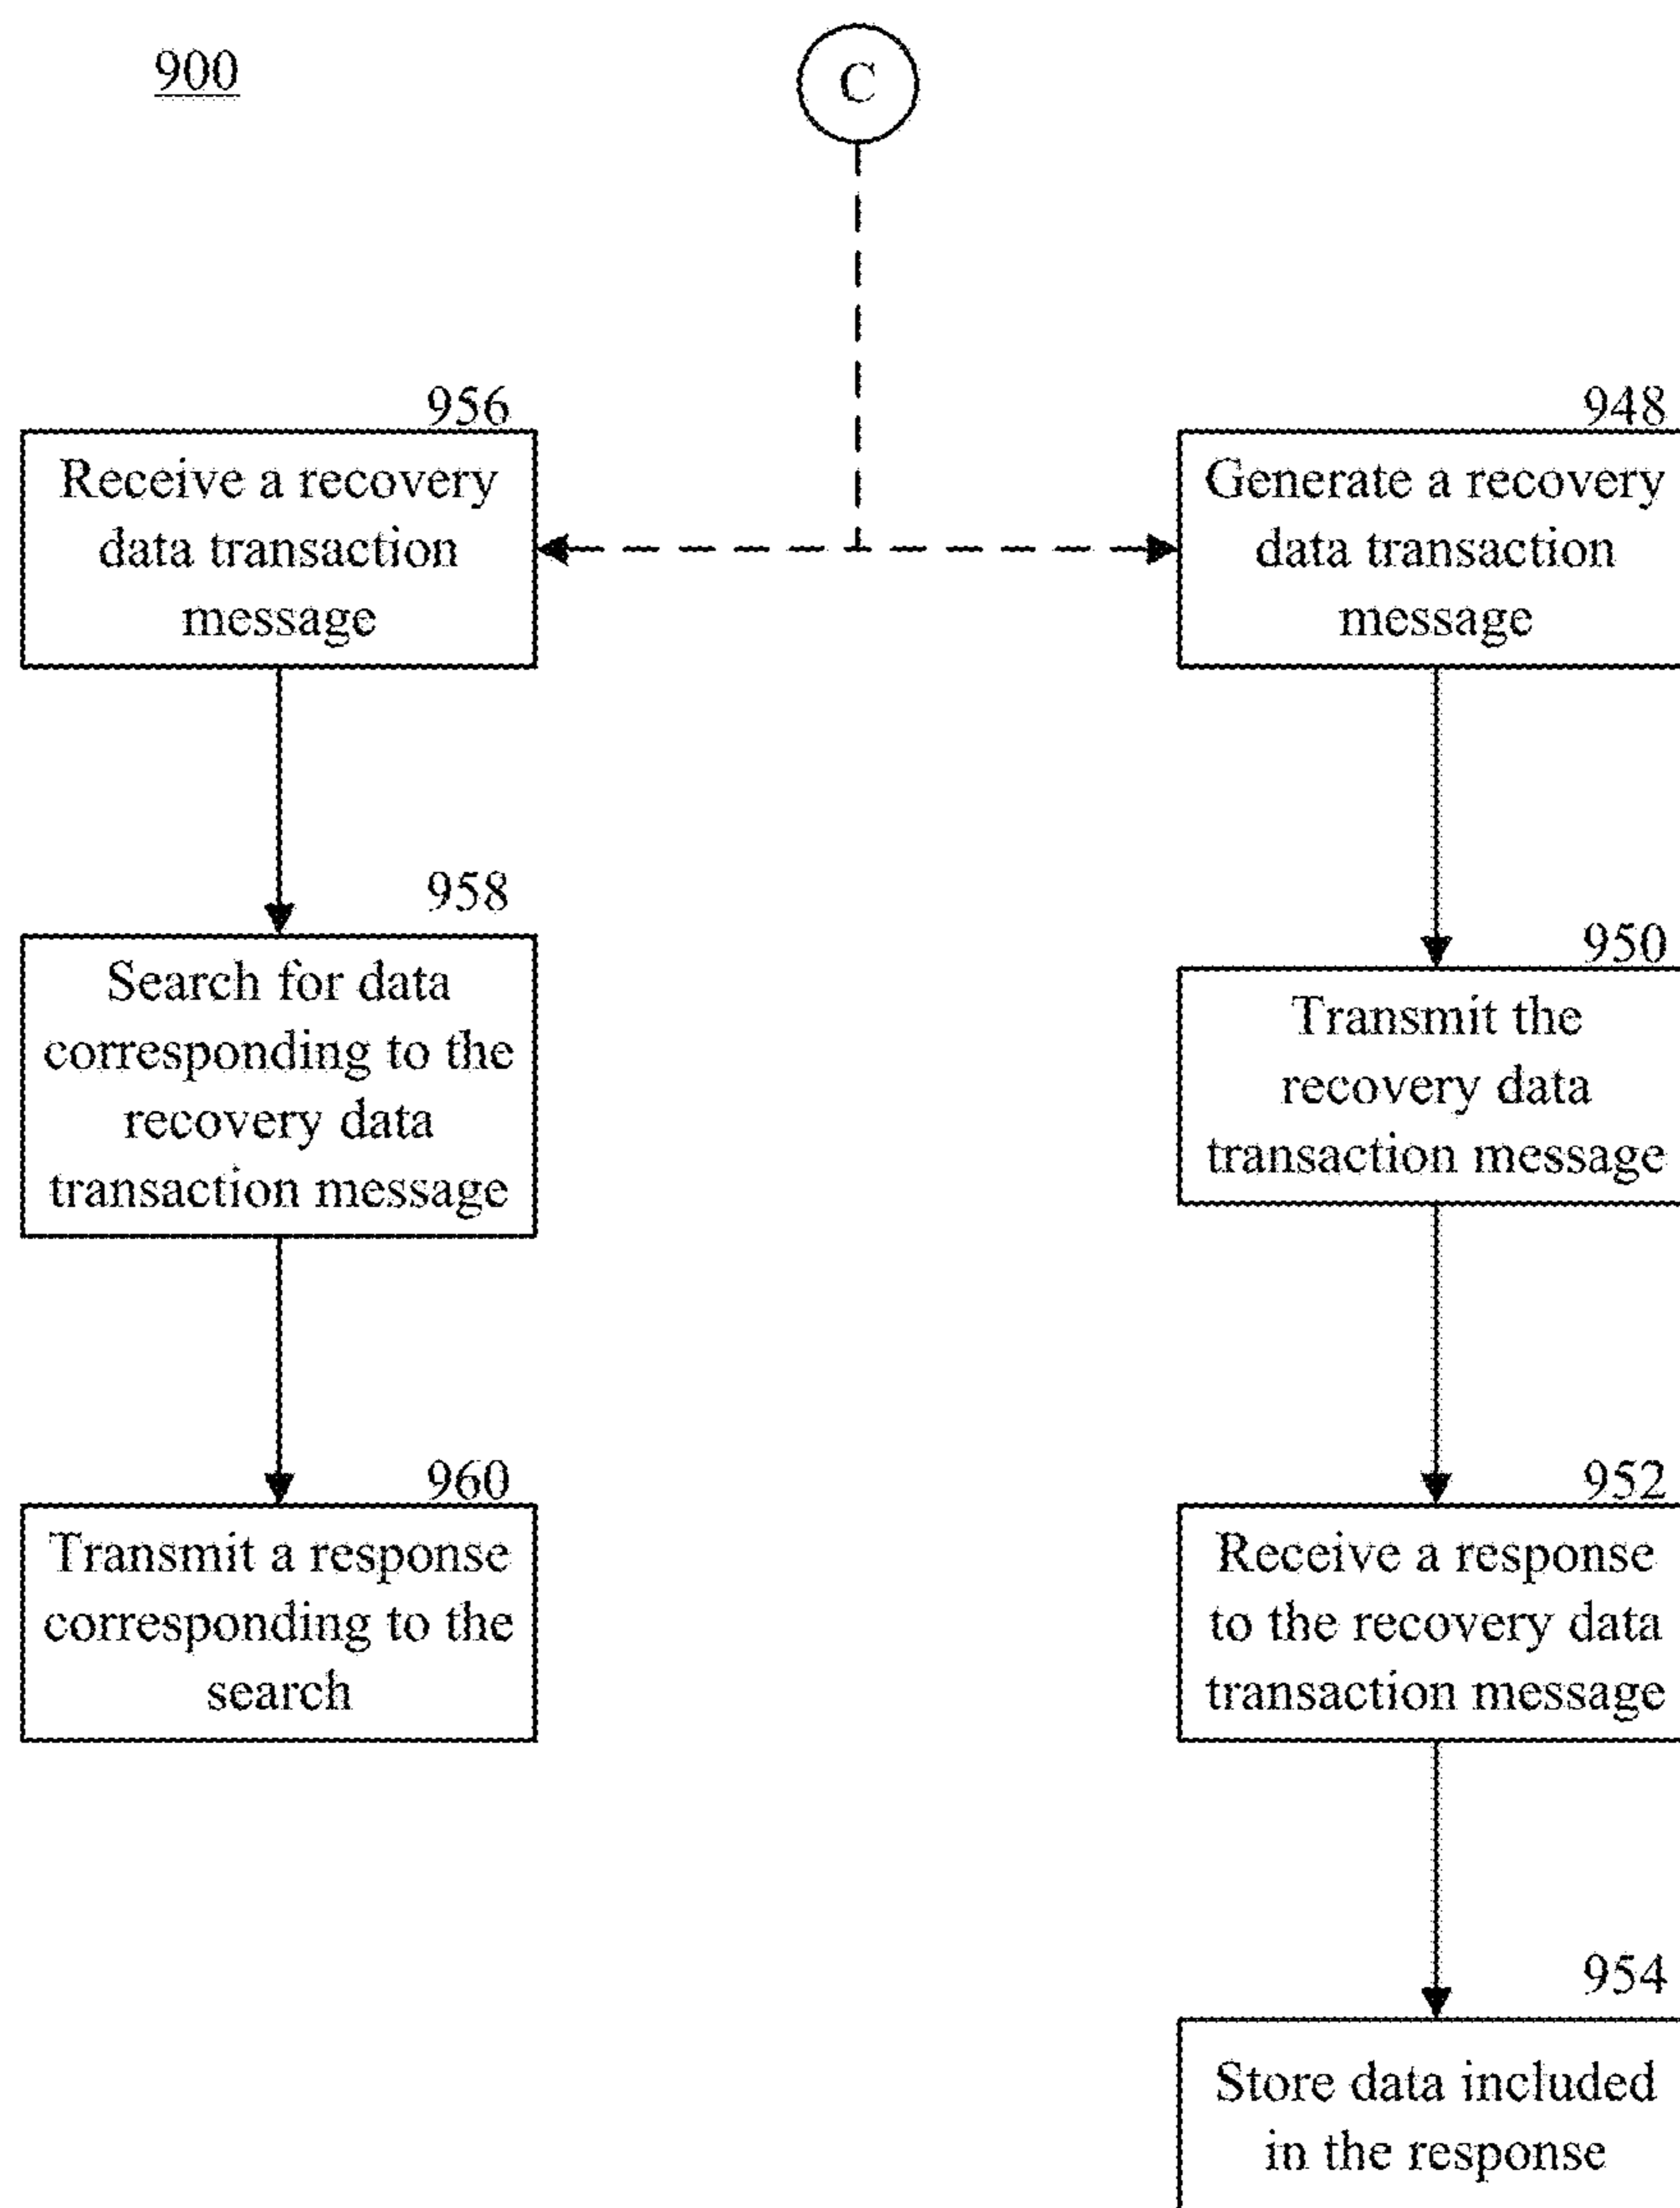 900
C
956
Receive a recovery
data transaction
message
958
Search for data
corresponding to the
recovery data
transaction message
960
Transmit a response
corresponding to the
search
948
Generate a recovery
data transaction
message
950
Transmit the
recovery data
transaction message
952
Receive a response
to the recovery data
transaction message
954
Store data included
in the response